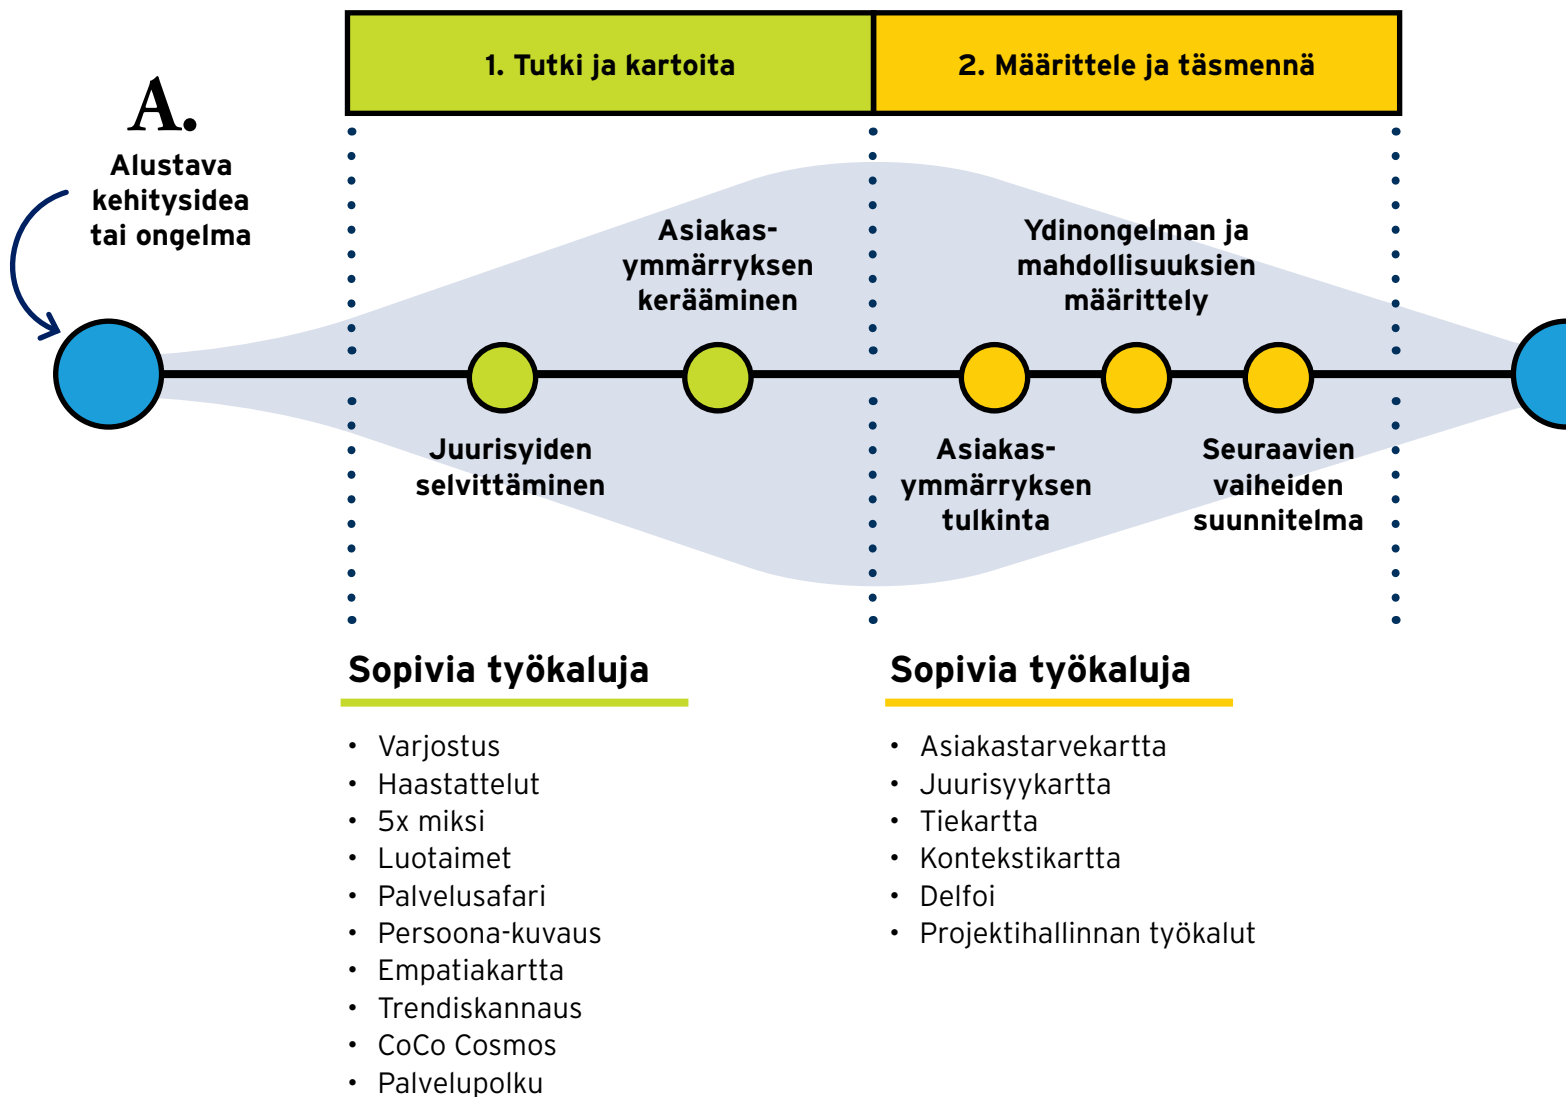 1. Tutki ja kartoita
2. Määrittele ja täsmennä
A.
Alustava
kehitysidea
tai ongelma
Asiakas-
ymmärryksen
kerääminen
Ydinongelman ja
mahdollisuuksien
määrittely
Juurisyiden
selvittäminen
Asiakas-
ymmärryksen
tulkinta
Seuraavien
vaiheiden
suunnitelma
Sopivia työkaluja
• Varjostus
• Haastattelut
• 5x miksi
• Luotaimet
• Palvelusafari
• Persoona-kuvaus
• Empatiakartta
• Trendiskannaus
• CoCo Cosmos
• Palvelupolku
Sopivia työkaluja
• Asiakastarvekartta
• Juurisyykartta
• Tiekartta
• Kontekstikartta
• Delfoi
• Projektihallinnan työkalut